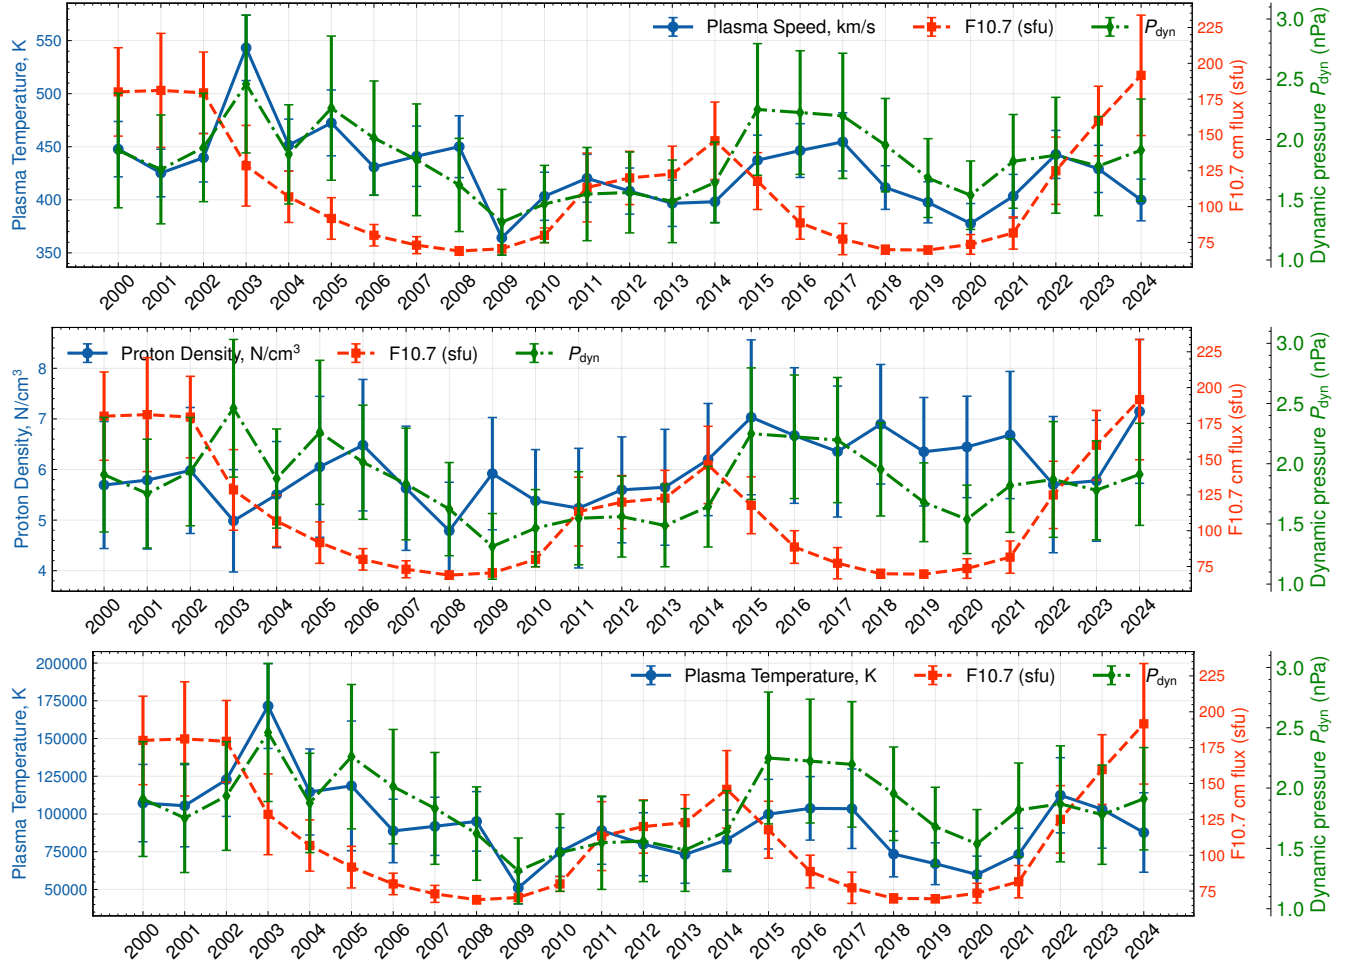 Plasma Speed, km/s
F10.7 (sfu)
P_dyn
Plasma Temperature, K
550
500
450
400
350
F10.7 cm flux (sfu)
225
200
175
150
125
100
75
Dynamic pressure P_dyn (nPa)
3.0
2.5
2.0
1.5
1.0
2000 2001 2002 2003 2004 2005 2006 2007 2008 2009 2010 2011 2012 2013 2014 2015 2016 2017 2018 2019 2020 2021 2022 2023 2024
Proton Density, N/cm³
F10.7 (sfu)
P_dyn
Proton Density, N/cm³
8
7
6
5
4
F10.7 cm flux (sfu)
225
200
175
150
125
100
75
Dynamic pressure P_dyn (nPa)
3.0
2.5
2.0
1.5
1.0
2000 2001 2002 2003 2004 2005 2006 2007 2008 2009 2010 2011 2012 2013 2014 2015 2016 2017 2018 2019 2020 2021 2022 2023 2024
Plasma Temperature, K
F10.7 (sfu)
P_dyn
Plasma Temperature, K
200000
175000
150000
125000
100000
75000
50000
F10.7 cm flux (sfu)
225
200
175
150
125
100
75
Dynamic pressure P_dyn (nPa)
3.0
2.5
2.0
1.5
1.0
2000 2001 2002 2003 2004 2005 2006 2007 2008 2009 2010 2011 2012 2013 2014 2015 2016 2017 2018 2019 2020 2021 2022 2023 2024